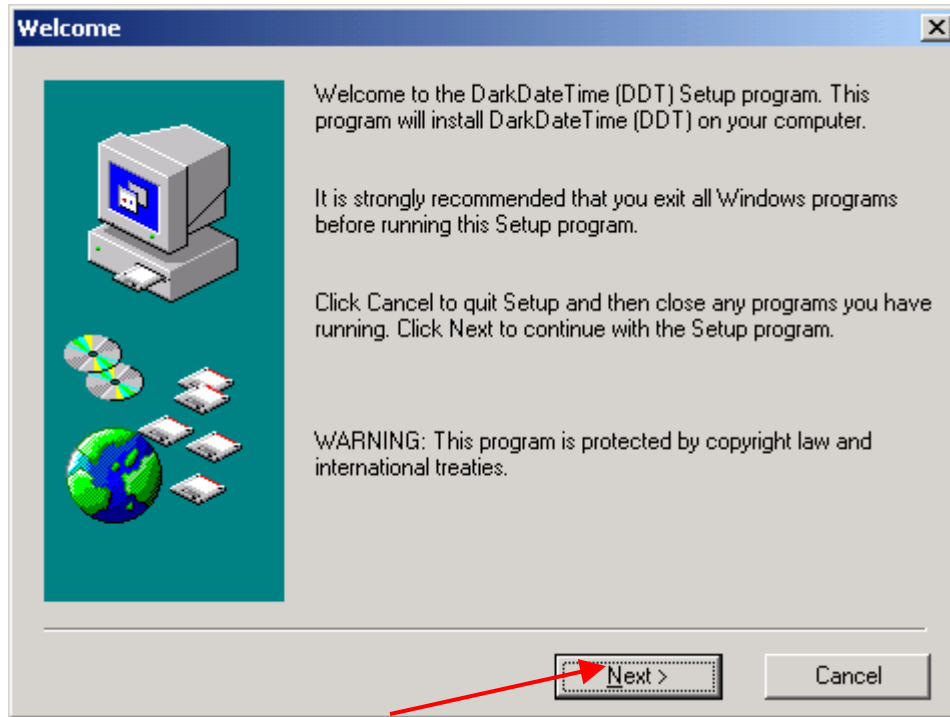 Welcome
Welcome to the DarkDateTime (DDT) Setup program. This
program will install DarkDateTime (DDT) on your computer.
It is strongly recommended that you exit all Windows programs
before running this Setup program.
Click Cancel to quit Setup and then close any programs you have
running. Click Next to continue with the Setup program.
WARNING: This program is protected by copyright law and
international treaties.
Next >
Cancel